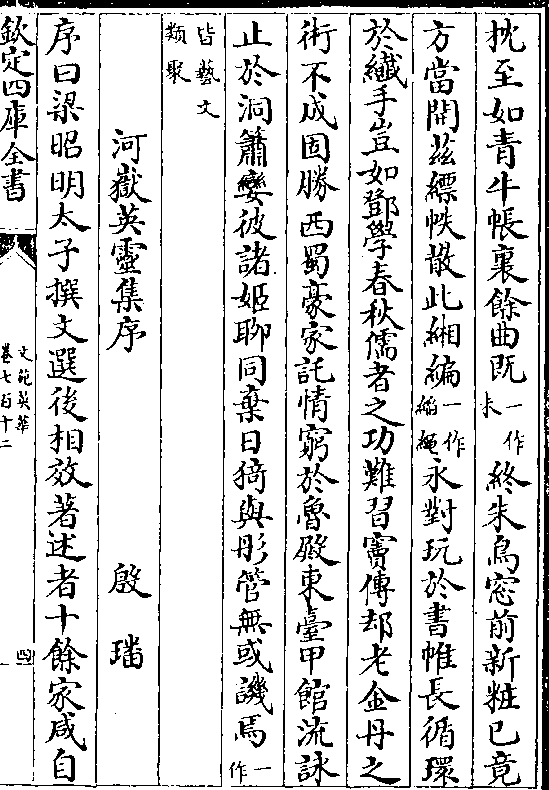 枕至如青牛帳裏餘曲既一作未終朱鳥窓前新粧已竟
方當開兹縹帙散此緗編一作緗繩永對玩於書帷長循環
於纎手豈如鄧學春秋儒者之功難習竇傳却老金丹之
術不成固勝西蜀豪家託情窮於魯殿東臺甲館流詠
止於洞簫孌彼諸姬聊同棄日猗與彤管無或譏焉一作
皆藝文類聚
河嶽英靈集序 殷璠
序曰梁昭明太子撰文選後相效著述者十餘家咸自
欽定四庫全書
文苑英華
卷七百十二
四